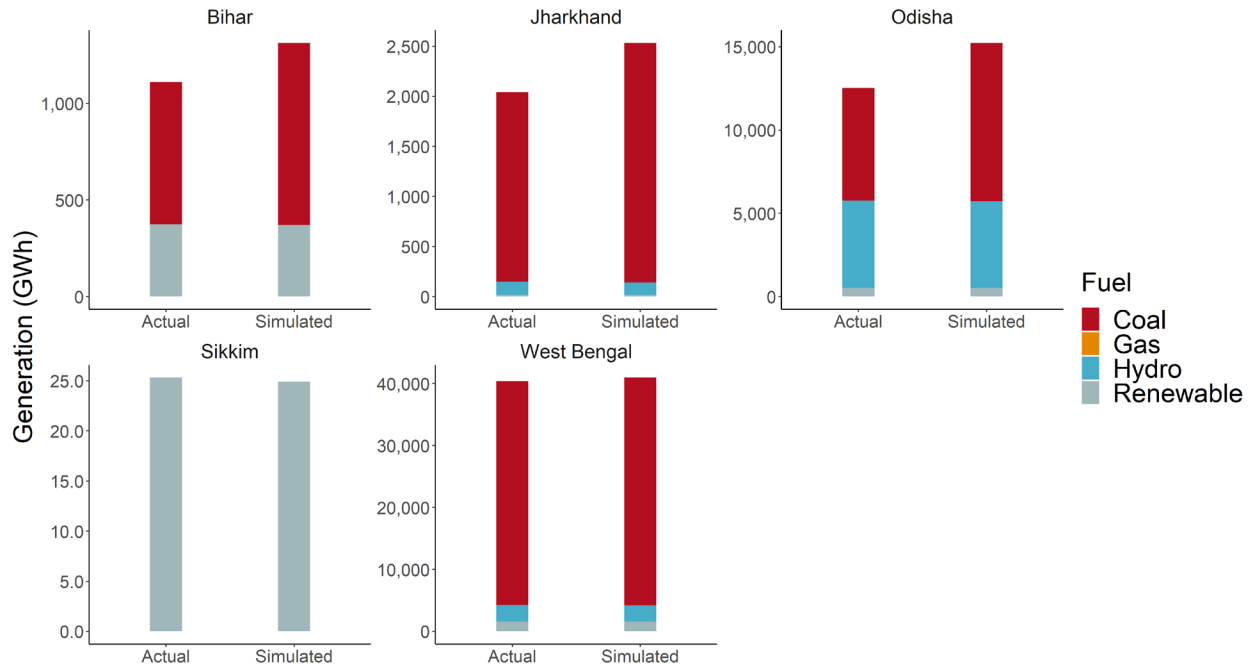 Generation (GWh)
Bihar
1,000
500
0
Actual
Simulated
Jharkhand
2,500
2,000
1,500
1,000
500
0
Actual
Simulated
Odisha
15,000
10,000
5,000
0
Actual
Simulated
Sikkim
25.0
20.0
15.0
10.0
5.0
0.0
Actual
Simulated
West Bengal
40,000
30,000
20,000
10,000
0
Actual
Simulated
Fuel
Coal
Gas
Hydro
Renewable